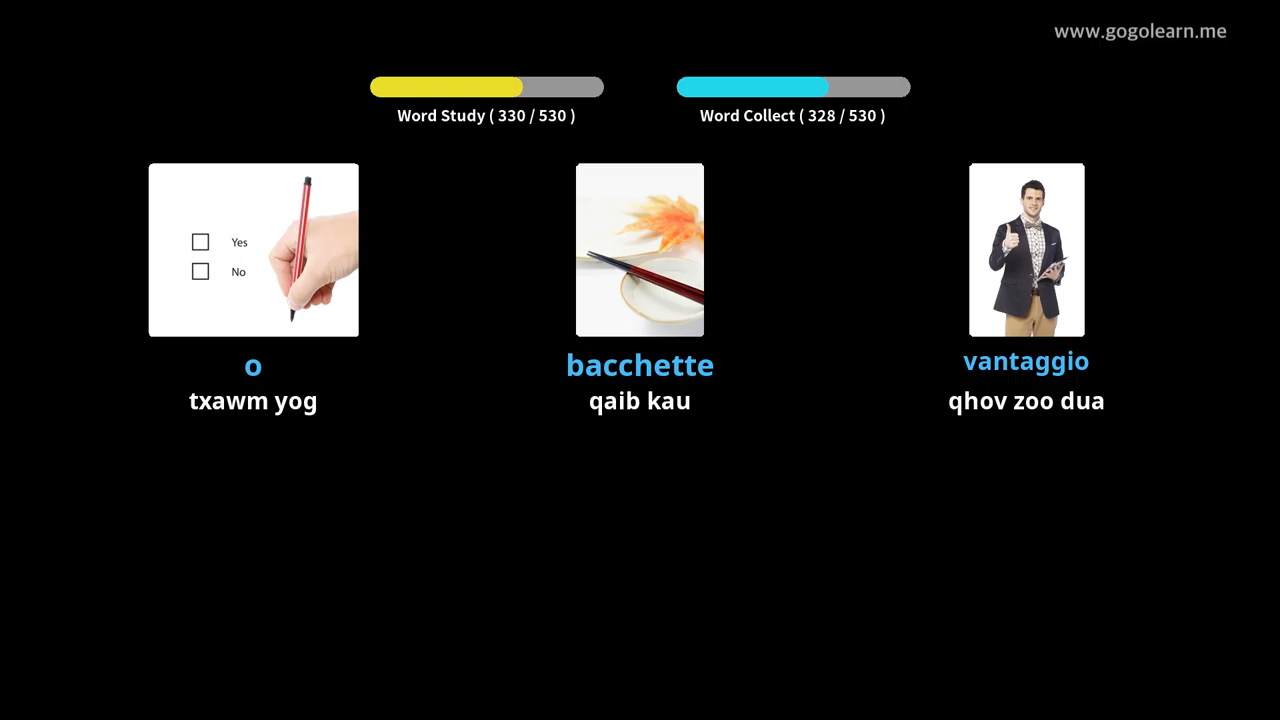 www.gogolearn.me
Word Study ( 330 / 530 )
Word Collect ( 328 / 530 )
Yes
No
o
bacchette
vantaggio
txawm yog
qaib kau
qhov zoo dua